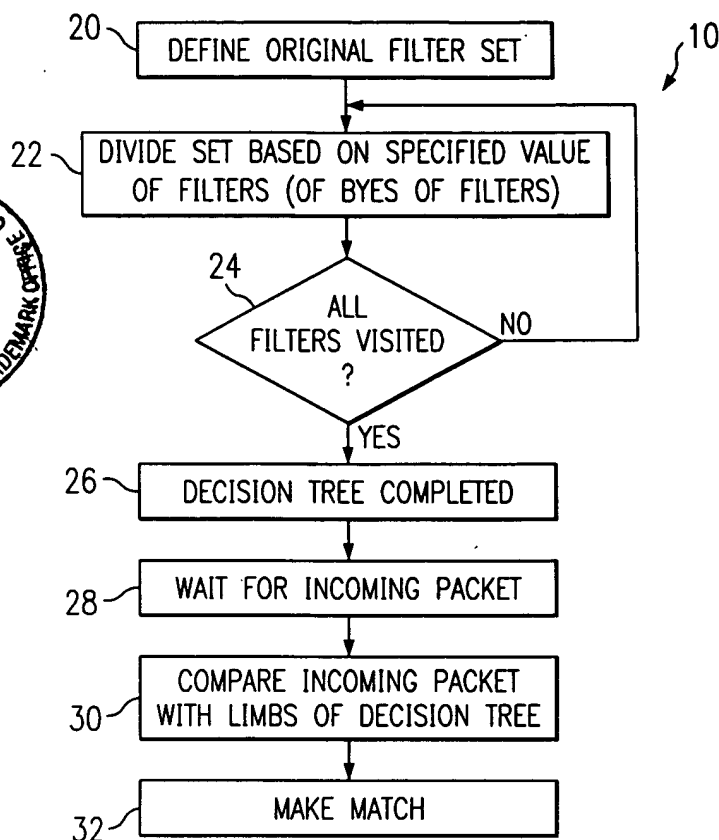 20
DEFINE ORIGINAL FILTER SET
10
22
DIVIDE SET BASED ON SPECIFIED VALUE
OF FILTERS (OF BYES OF FILTERS)
24
ALL
FILTERS VISITED
?
NO
YES
26
DECISION TREE COMPLETED
28
WAIT FOR INCOMING PACKET
30
COMPARE INCOMING PACKET
WITH LIMBS OF DECISION TREE
32
MAKE MATCH